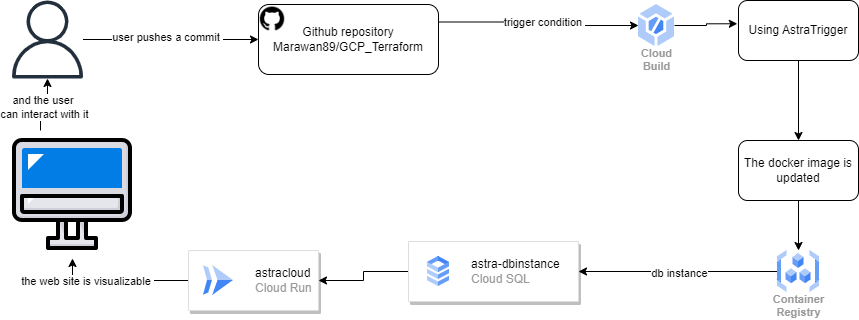 user pushes a commit
Github repository
Marawan89/GCP_Terraform
trigger condition
Cloud
Build
Using AstraTrigger
and the user
can interact with it
The docker image is
updated
the web site is visualizable
astracloud
Cloud Run
astra-dbinstance
Cloud SQL
db instance
Container
Registry